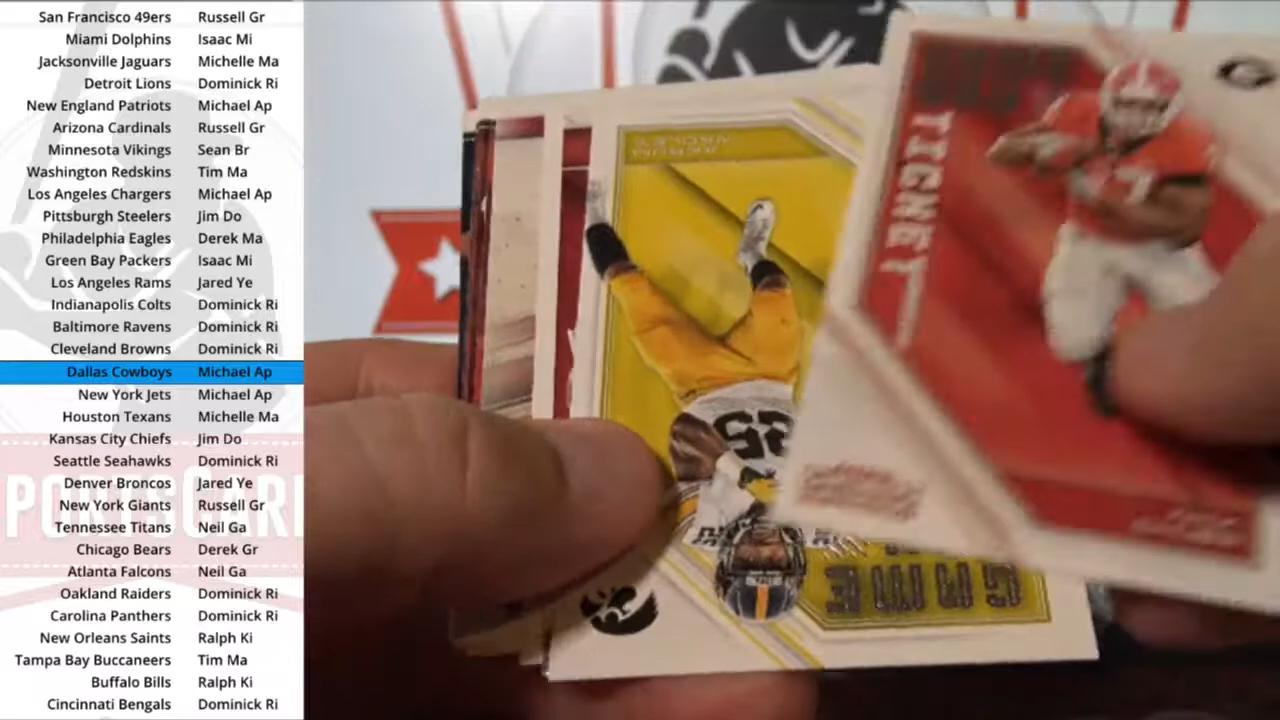 San Francisco 49ers Russell Gr
Miami Dolphins Isaac Mi
Jacksonville Jaguars Michelle Ma
Detroit Lions Dominick Ri
New England Patriots Michael Ap
Arizona Cardinals Russell Gr
Minnesota Vikings Sean Br
Washington Redskins Tim Ma
Los Angeles Chargers Michael Ap
Pittsburgh Steelers Jim Do
Philadelphia Eagles Derek Ma
Green Bay Packers Isaac Mi
Los Angeles Rams Jared Ye
Indianapolis Colts Dominick Ri
Baltimore Ravens Dominick Ri
Cleveland Browns Dominick Ri
Dallas Cowboys Michael Ap
New York Jets Michael Ap
Houston Texans Michelle Ma
Kansas City Chiefs Jim Do
Seattle Seahawks Dominick Ri
Denver Broncos Jared Ye
New York Giants Russell Gr
Tennessee Titans Neil Ga
Chicago Bears Derek Gr
Atlanta Falcons Neil Ga
Oakland Raiders Dominick Ri
Carolina Panthers Dominick Ri
New Orleans Saints Ralph Ki
Tampa Bay Buccaneers Tim Ma
Buffalo Bills Ralph Ki
Cincinnati Bengals Dominick Ri
TICKET
G
7
25
GAME